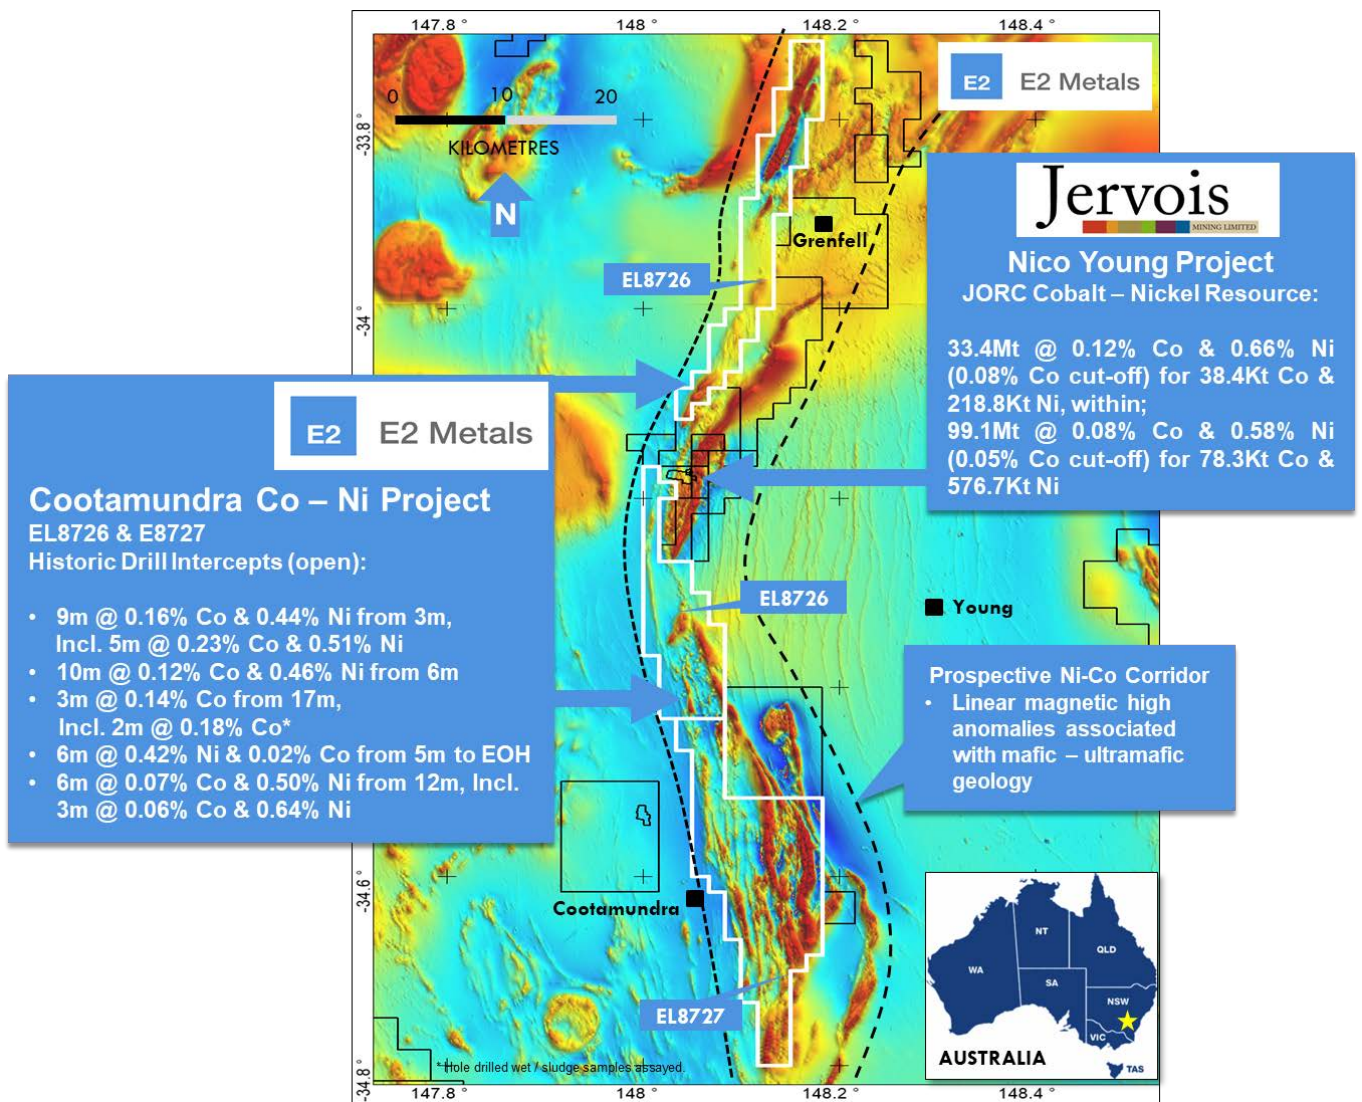 147.8 °
148 °
148.2 °
148.4 °
E2
E2 Metals
0
10
20
KILOMETRES
N
-33.8 °
Jervois
MINING LIMITED
Nico Young Project
JORC Cobalt – Nickel Resource:
33.4Mt @ 0.12% Co & 0.66% Ni
(0.08% Co cut-off) for 38.4Kt Co &
218.8Kt Ni, within;
99.1Mt @ 0.08% Co & 0.58% Ni
(0.05% Co cut-off) for 78.3Kt Co &
576.7Kt Ni
Grenfell
EL8726
-34 °
E2
E2 Metals
Cootamundra Co – Ni Project
EL8726 & E8727
Historic Drill Intercepts (open):
• 9m @ 0.16% Co & 0.44% Ni from 3m,
Incl. 5m @ 0.23% Co & 0.51% Ni
• 10m @ 0.12% Co & 0.46% Ni from 6m
• 3m @ 0.14% Co from 17m,
Incl. 2m @ 0.18% Co*
• 6m @ 0.42% Ni & 0.02% Co from 5m to EOH
• 6m @ 0.07% Co & 0.50% Ni from 12m, Incl.
3m @ 0.06% Co & 0.64% Ni
EL8726
Young
Prospective Ni-Co Corridor
• Linear magnetic high
anomalies associated
with mafic – ultramafic
geology
-34.6 °
Cootamundra
EL8727
* Hole drilled wet / sludge samples assayed.
-34.8 °
WA
NT
QLD
SA
NSW
VIC
TAS
AUSTRALIA
147.8 °
148 °
148.2 °
148.4 °